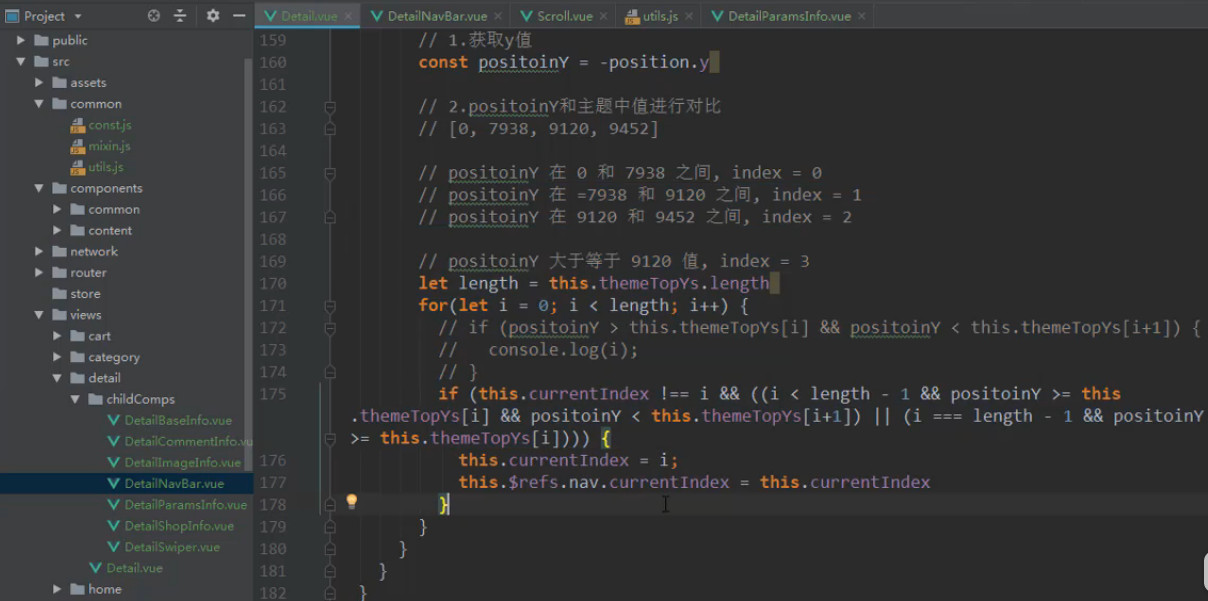 Project
Detail.vue
DetailNavBar.vue
Scroll.vue
utils.js
DetailParamsInfo.vue
public
src
assets
common
const.js
mixin.js
utils.js
components
common
content
network
router
store
views
cart
category
detail
childComps
DetailBaseInfo.vue
DetailCommentInfo.vu
DetailImageInfo.vue
DetailNavBar.vue
DetailParamsInfo.vue
DetailShopInfo.vue
DetailSwiper.vue
Detail.vue
home
159 // 1.获取y值
160 const positoinY = -position.y
161
162 // 2.positoinY和主题中值进行对比
163 // [0, 7938, 9120, 9452]
164
165 // positoinY 在 0 和 7938 之间, index = 0
166 // positoinY 在 =7938 和 9120 之间, index = 1
167 // positoinY 在 9120 和 9452 之间, index = 2
168
169 // positoinY 大于等于 9120 值, index = 3
170 let length = this.themeTopYs.length
171 for(let i = 0; i < length; i++) {
172 // if (positoinY > this.themeTopYs[i] && positoinY < this.themeTopYs[i+1]) {
173 //   console.log(i);
174 // }
175 if (this.currentIndex !== i && ((i < length - 1 && positoinY >= this
.themeTopYs[i] && positoinY < this.themeTopYs[i+1]) || (i === length - 1 && positoinY
>= this.themeTopYs[i]))) {
176 this.currentIndex = i;
177 this.$refs.nav.currentIndex = this.currentIndex
178 }
179 }
180 }
181 }
182 }